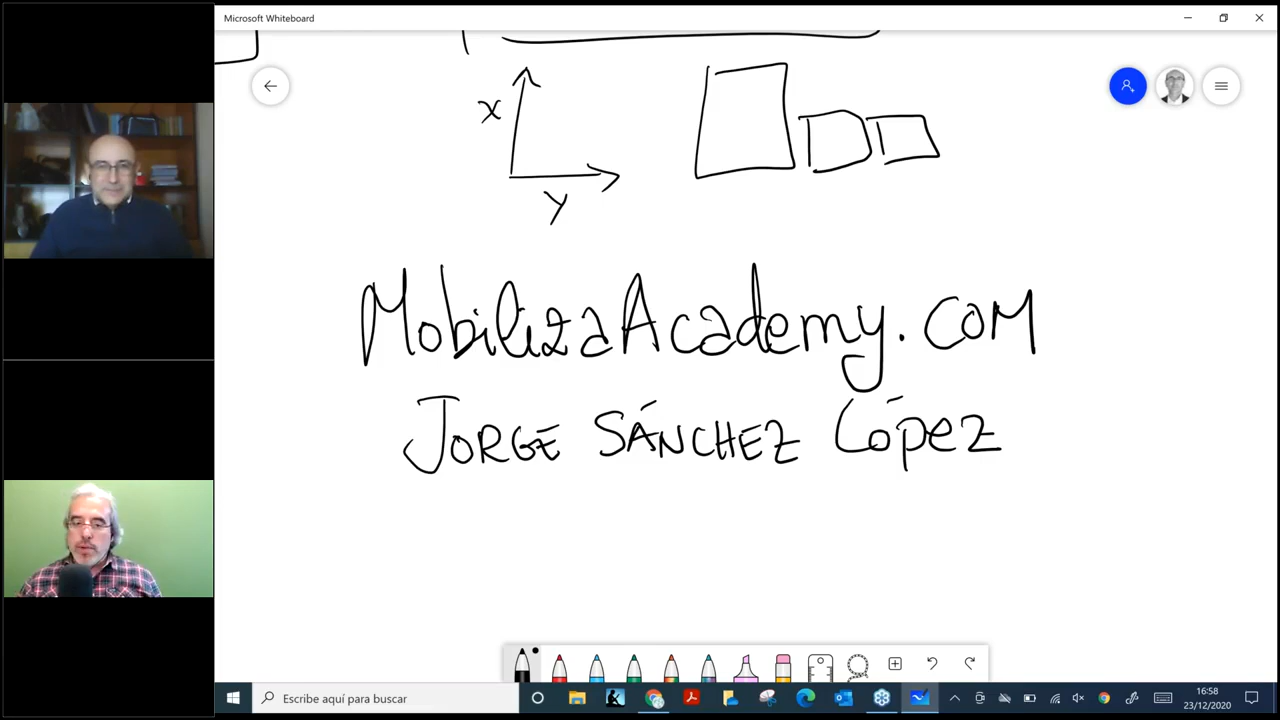 Microsoft Whiteboard
X
Y
MobilizaAcademy.COM
JORGE SÁNCHEZ LÓPEZ
Escribe aquí para buscar
16:58
23/12/2020